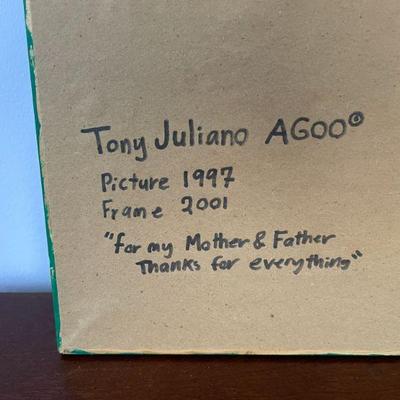 Tony Juliano AGOO©
Picture 1997
Frame 2001
"for my Mother & Father
Thanks for everything"